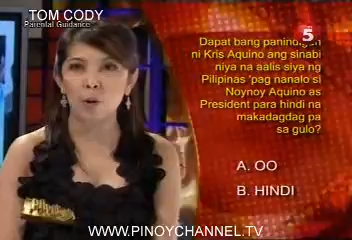 TOM CODY
Parental Guidance
5
Dapat bang panindigan
ni Kris Aquino ang sinabi
niya na aalis siya ng
Pilipinas 'pag nanalo si
Noynoy Aquino as
President para hindi na
makadagdag pa
sa gulo?
A. OO
B. HINDI
WWW.PINOYCHANNEL.TV